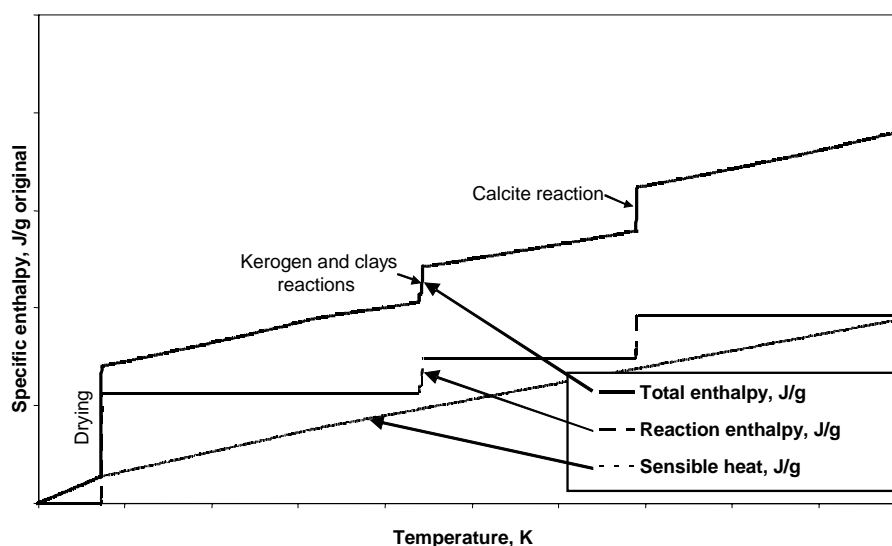 Specific enthalpy, J/g original
Calcite reaction
Kerogen and clays
reactions
Drying
Total enthalpy, J/g
Reaction enthalpy, J/g
Sensible heat, J/g
Temperature, K